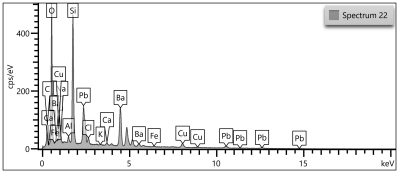 Spectrum 22
cps/eV
400
200
0
O
Si
Cu
C
Na
Ca
Fe
Al
Pb
Cl
K
Ca
Ba
Ba
Fe
Cu
Cu
Pb
Pb
Pb
Pb
0
5
10
15
keV